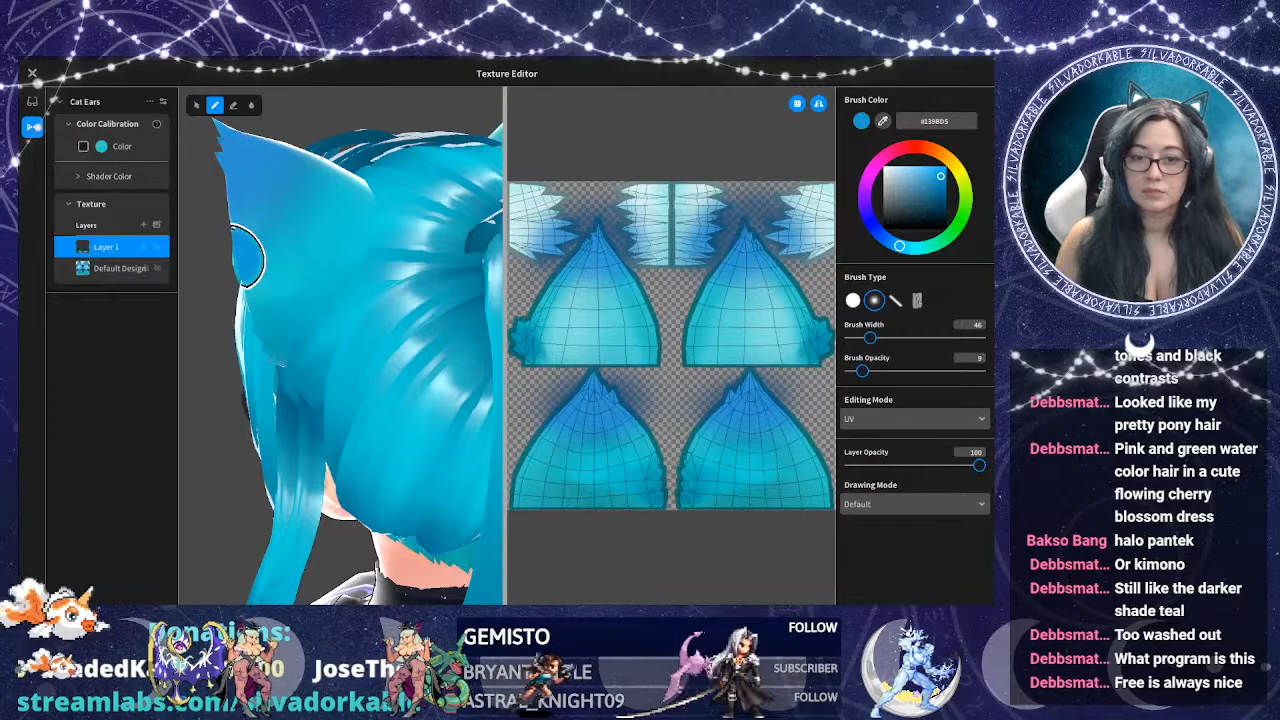 Texture Editor
Cat Ears
Color Calibration
Color
Shader Color
Texture
Layers
Layer 1
Default Design
Brush Color
#139BD5
Brush Type
Brush Width
46
Brush Opacity
9
Editing Mode
UV
Layer Opacity
100
Drawing Mode
Default
SILVADORKABLE
tones and black
contrasts
Debbsmat... Looked like my
pretty pony hair
Debbsmat... Pink and green water
color hair in a cute
flowing cherry
blossom dress
Bakso Bang halo pantek
Debbsmat... Or kimono
Debbsmat... Still like the darker
shade teal
Debbsmat... Too washed out
Debbsmat... What program is this
Debbsmat... Free is always nice
Donations:
JoseTh
GEMISTO
FOLLOW
SUBSCRIBER
ASTRAL_KNIGHT09
FOLLOW